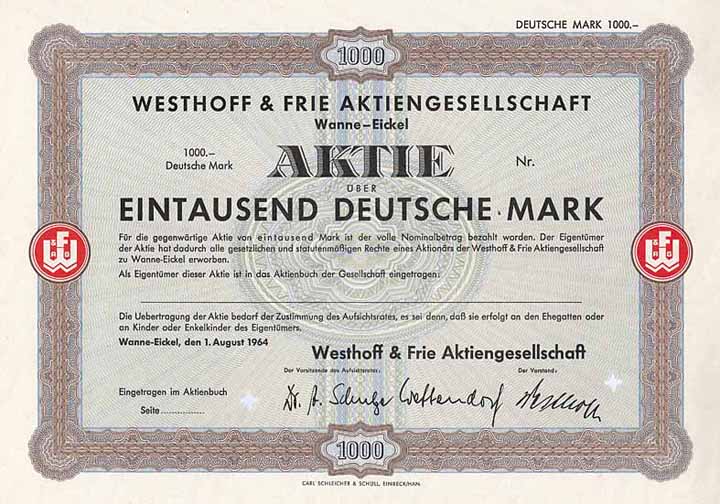 DEUTSCHE MARK 1000.–
1000
WESTHOFF & FRIE AKTIENGESELLSCHAFT
Wanne-Eickel
1000.–
Deutsche Mark
AKTIE
Nr.
ÜBER
EINTAUSEND DEUTSCHE MARK
Für die gegenwärtige Aktie von eintausend Mark ist der volle Nominalbetrag bezahlt worden. Der Eigentümer
der Aktie hat dadurch alle gesetzlichen und statutenmäßigen Rechte eines Aktionärs der Westhoff & Frie Aktiengesellschaft
zu Wanne-Eickel erworben.
Als Eigentümer dieser Aktie ist in das Aktienbuch der Gesellschaft eingetragen:
Die Uebertragung der Aktie bedarf der Zustimmung des Aufsichtsrates, es sei denn, daß sie erfolgt an den Ehegatten oder
an Kinder oder Enkelkinder des Eigentümers.
Wanne-Eickel, den 1. August 1964
Westhoff & Frie Aktiengesellschaft
Der Vorsitzende des Aufsichtsrates:
Der Vorstand:
Eingetragen im Aktienbuch
Seite
Dr. A. Schulze Wettendorf
1000
CARL SCHLEICHER & SCHÜLL, EINBECK/HAN.